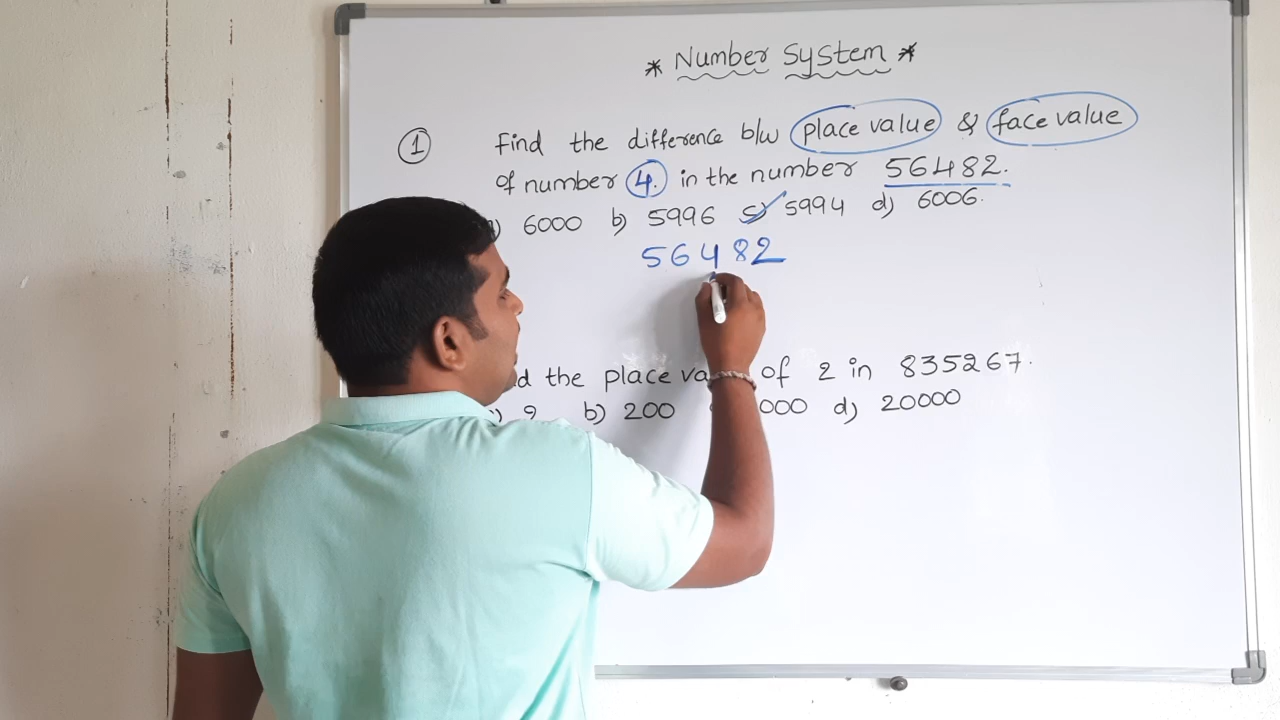 * Number System *
① Find the difference b/w place value & face value
of number 4. in the number 56482.
) 6000 b) 5996 c) 5994 d) 6006.
56482
d the place va of 2 in 835267.
) b) 200 000 d) 20000